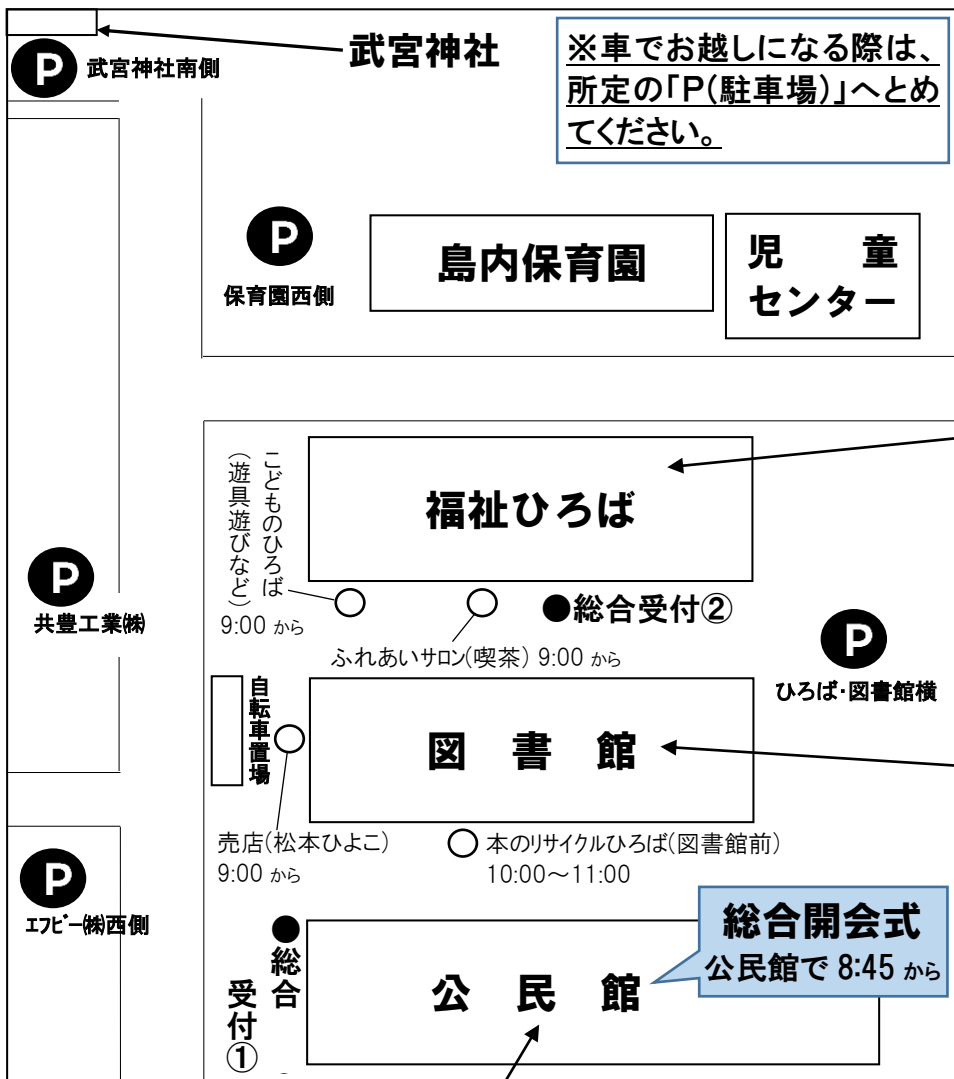 武宮神社
P
武宮神社南側
※車でお越しになる際は、
所定の「P(駐車場)」へとめ
てください。
P
保育園西側
島内保育園
児童
センター
こどものひろば
(遊具遊びなど)
9:00 から
福祉ひろば
●総合受付②
ふれあいサロン(喫茶) 9:00 から
P
共豊工業㈱
P
ひろば・図書館横
自転車置場
図書館
売店(松本ひよこ)
9:00 から
本のリサイクルひろば(図書館前)
10:00~11:00
P
エフビー㈱西側
●総合
受付①
公民館
総合開会式
公民館で 8:45 から